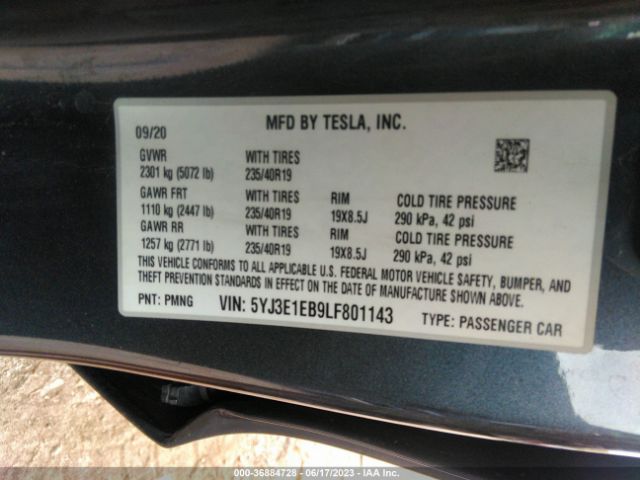 09/20 MFD BY TESLA, INC.
GVWR WITH TIRES
2301 kg (5072 lb) 235/40R19
GAWR FRT WITH TIRES RIM COLD TIRE PRESSURE
1110 kg (2447 lb) 235/40R19 19X8.5J 290 kPa, 42 psi
GAWR RR WITH TIRES RIM COLD TIRE PRESSURE
1257 kg (2771 lb) 235/40R19 19X8.5J 290 kPa, 42 psi
THIS VEHICLE CONFORMS TO ALL APPLICABLE U.S. FEDERAL MOTOR VEHICLE SAFETY, BUMPER, AND
THEFT PREVENTION STANDARDS IN EFFECT ON THE DATE OF MANUFACTURE SHOWN ABOVE.
PNT: PMNG VIN: 5YJ3E1EB9LF801143 TYPE: PASSENGER CAR
000-36884728 - 06/17/2023 - IAA Inc.